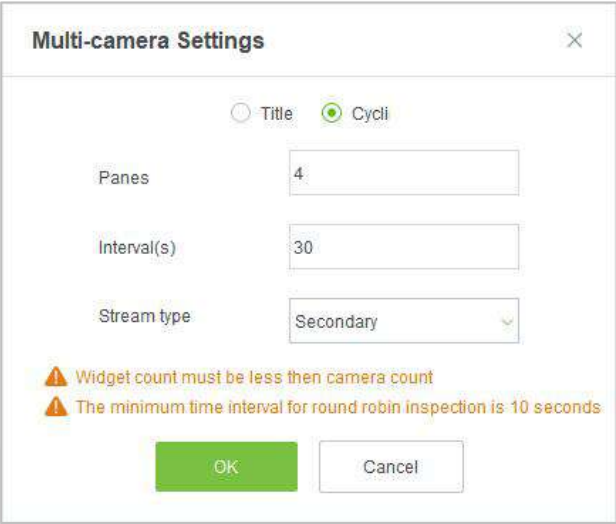 Multi-camera Settings
Title Cycli
Panes 4
Interval(s) 30
Stream type Secondary
Widget count must be less then camera count
The minimum time interval for round robin inspection is 10 seconds
OK Cancel